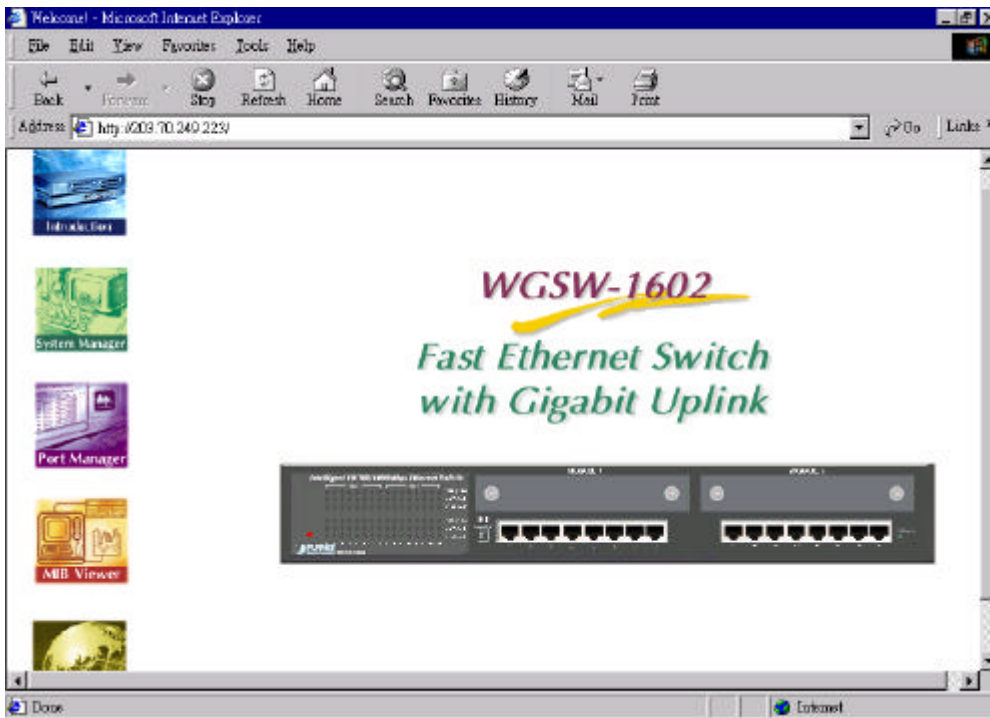 Welcome! - Microsoft Internet Explorer
File Edit View Favorites Tools Help
Back Forward Stop Refresh Home Search Favorites History Mail Print
Address http://203.70.249.223/ Go Links
Introduction
System Manager
Port Manager
MIB Viewer
WGSW-1602
Fast Ethernet Switch
with Gigabit Uplink
PLANET
Done
Internet